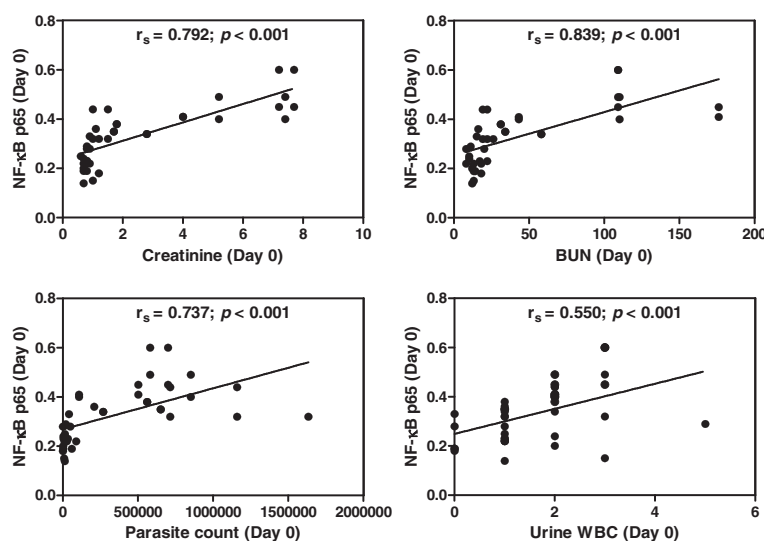 rs = 0.792; p < 0.001
NF-κB p65 (Day 0)
0.8
0.6
0.4
0.2
0.0
0 2 4 6 8 10
Creatinine (Day 0)
rs = 0.839; p < 0.001
NF-κB p65 (Day 0)
0.8
0.6
0.4
0.2
0.0
0 50 100 150 200
BUN (Day 0)
rs = 0.737; p < 0.001
NF-κB p65 (Day 0)
0.8
0.6
0.4
0.2
0.0
0 500000 1000000 1500000 2000000
Parasite count (Day 0)
rs = 0.550; p < 0.001
NF-κB p65 (Day 0)
0.8
0.6
0.4
0.2
0.0
0 2 4 6
Urine WBC (Day 0)